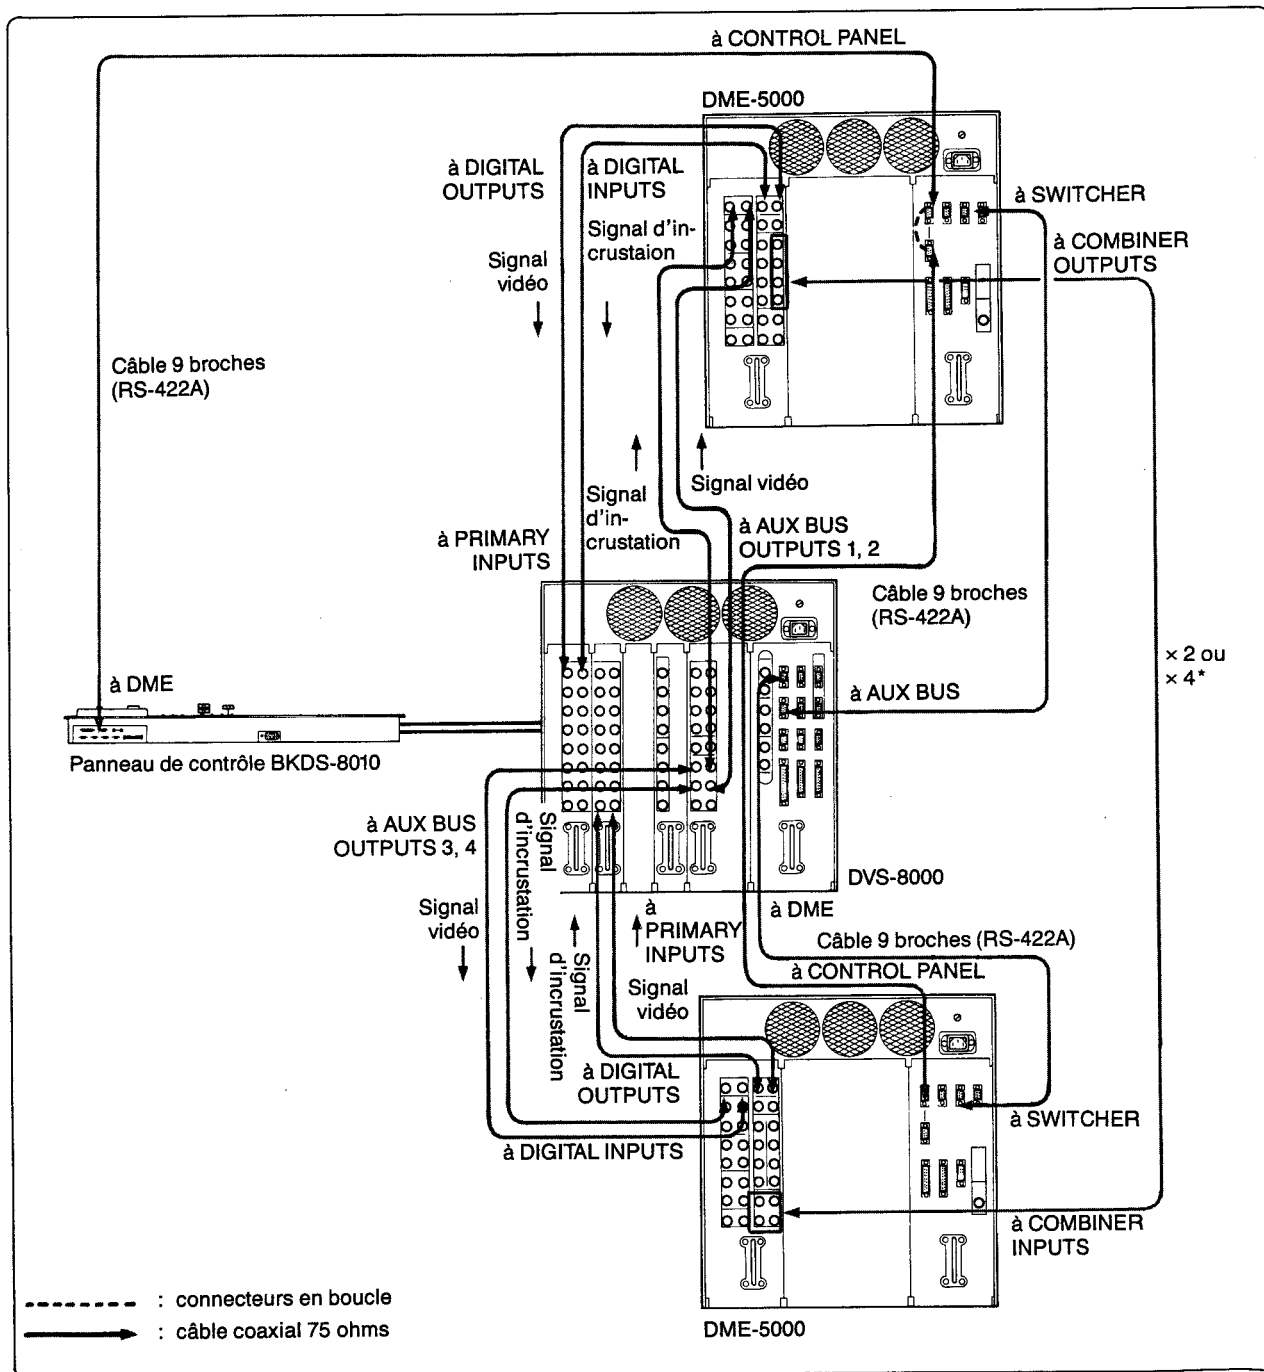 à CONTROL PANEL
DME-5000
à DIGITAL
OUTPUTS
à DIGITAL
INPUTS
à SWITCHER
Signal d'in-
crustaion
à COMBINER
OUTPUTS
Signal
vidéo
Câble 9 broches
(RS-422A)
Signal vidéo
Signal
d'in-
crustation
à PRIMARY
INPUTS
à AUX BUS
OUTPUTS 1, 2
Câble 9 broches
(RS-422A)
× 2 ou
× 4*
à DME
à AUX BUS
Panneau de contrôle BKDS-8010
à AUX BUS
OUTPUTS 3, 4
Signal
d'incrustation
DVS-8000
Signal
vidéo
à
PRIMARY
INPUTS
à DME
Câble 9 broches (RS-422A)
Signal
d'incrustation
à CONTROL PANEL
Signal
vidéo
à DIGITAL
OUTPUTS
à SWITCHER
à DIGITAL INPUTS
à COMBINER
INPUTS
: connecteurs en boucle
: câble coaxial 75 ohms
DME-5000